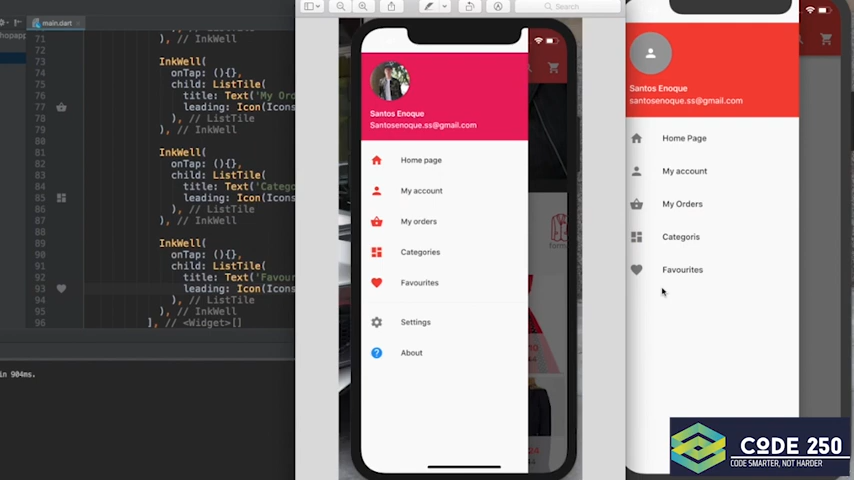 main.dart
Search
hopapp
71
), // InkWell
72
73
InkWell(
74
onTap: (){},
75
child: ListTile(
76
title: Text('My Ord
77
leading: Icon(Icons
78
), // ListTile
79
), // InkWell
80
81
InkWell(
82
onTap: (){},
83
child: ListTile(
84
title: Text('Catego
85
leading: Icon(Icons
86
), // ListTile
87
), // InkWell
88
89
InkWell(
90
onTap: (){},
91
child: ListTile(
92
title: Text('Favour
93
leading: Icon(Icons
94
), // ListTile
95
), // InkWell
96
], // <Widget>[]
in 904ms.
Santos Enoque
Santosenoque.ss@gmail.com
Home page
My account
My orders
Categories
Favourites
Settings
About
Santos Enoque
santosenoque.ss@gmail.com
Home Page
My account
My Orders
Categoris
Favourites
CODE 250
CODE SMARTER, NOT HARDER